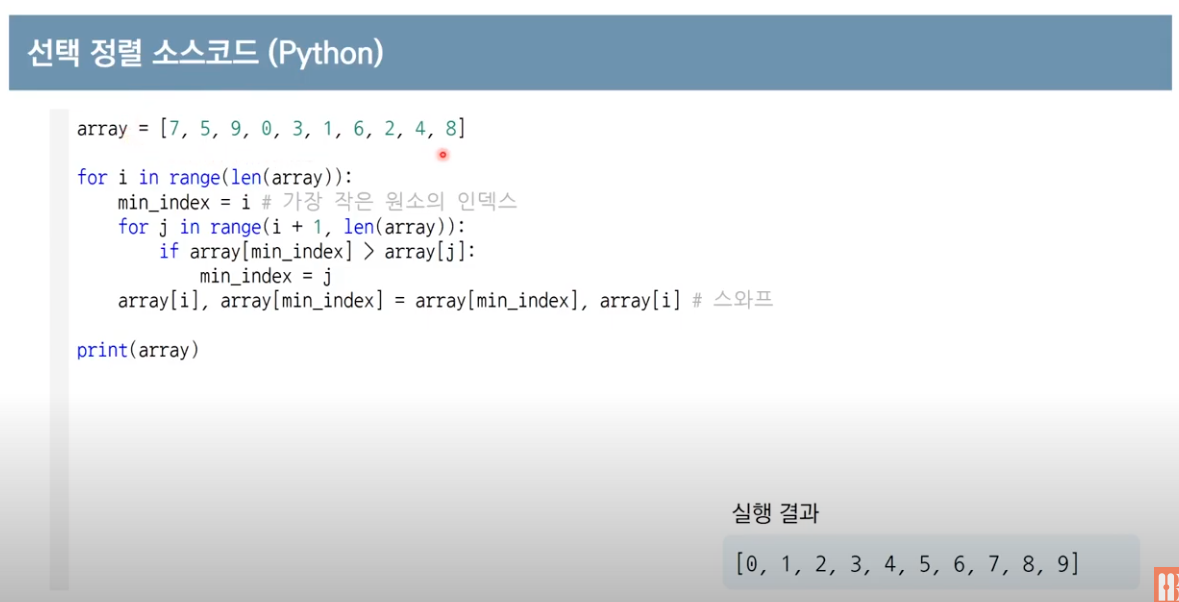 선택 정렬 소스코드 (Python)
array = [7, 5, 9, 0, 3, 1, 6, 2, 4, 8]
for i in range(len(array)):
    min_index = i # 가장 작은 원소의 인덱스
    for j in range(i + 1, len(array)):
        if array[min_index] > array[j]:
            min_index = j
    array[i], array[min_index] = array[min_index], array[i] # 스와프
print(array)
실행 결과
[0, 1, 2, 3, 4, 5, 6, 7, 8, 9]